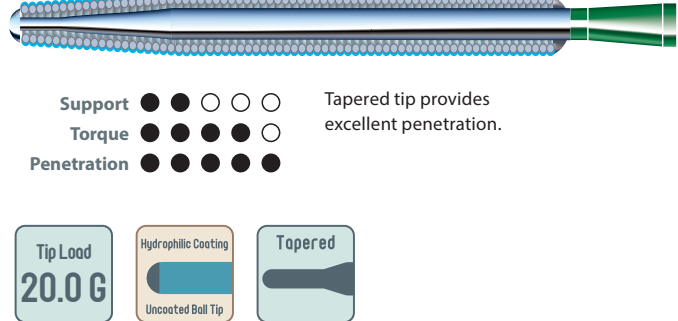 Support
Torque
Penetration
Tapered tip provides
excellent penetration.
Tip Load
20.0 G
Hydrophilic Coating
Uncoated Ball Tip
Tapered